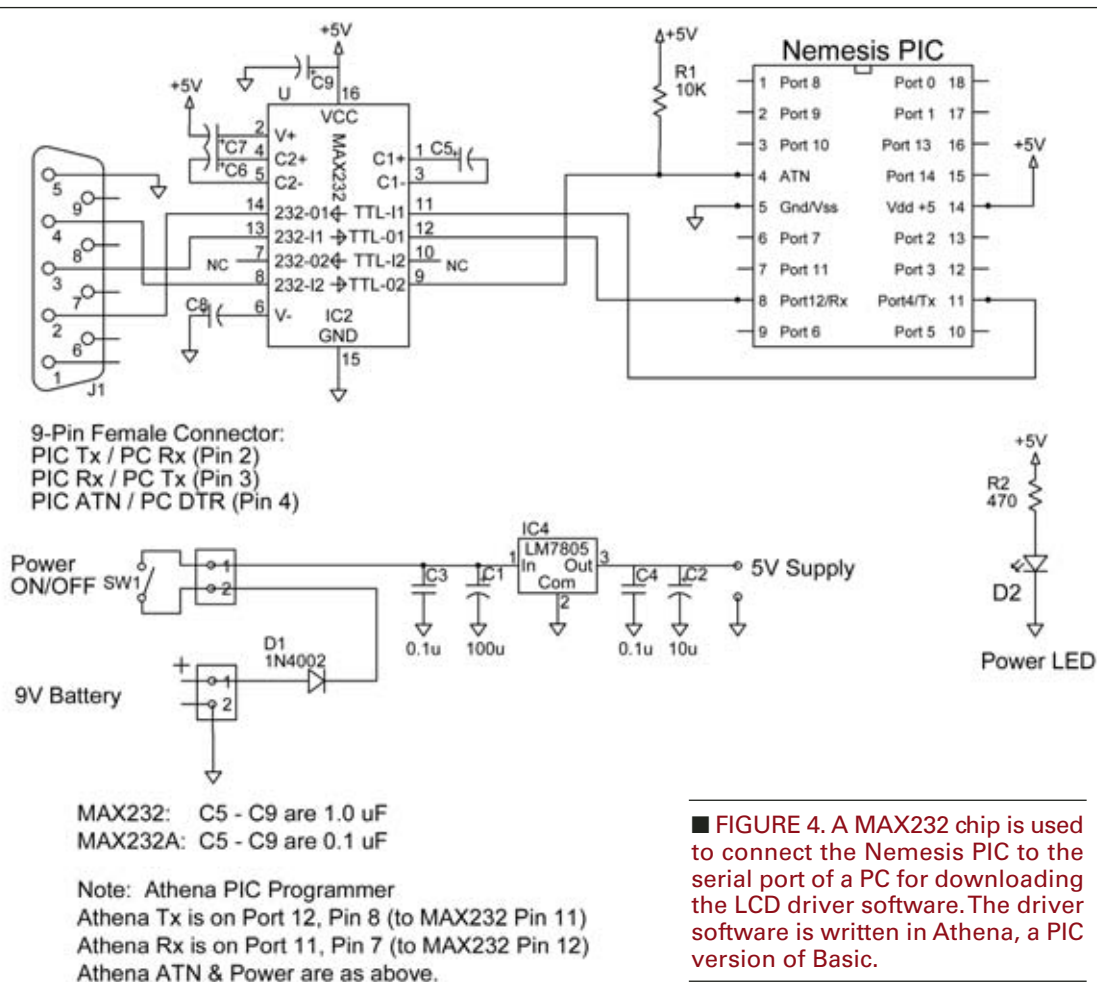 +5V
+5V
C9
U
16
VCC
2 V+
C7 4 C2+
C6 5 C2-
MAX232
C1+ 1 C5
C1- 3
14 232-01 TTL-I1 11
13 232-I1 TTL-01 12
NC 7 232-02 TTL-I2 10 NC
8 232-I2 TTL-02 9
C8 6 V- IC2
GND
15
5
9
4
8
3
7
2
6
1
J1
+5V
R1
10K
Nemesis PIC
1 Port 8 Port 0 18
2 Port 9 Port 1 17
3 Port 10 Port 13 16
4 ATN Port 14 15
5 Gnd/Vss Vdd +5 14
6 Port 7 Port 2 13
7 Port 11 Port 3 12
8 Port12/Rx Port4/Tx 11
9 Port 6 Port 5 10
+5V
9-Pin Female Connector:
PIC Tx / PC Rx (Pin 2)
PIC Rx / PC Tx (Pin 3)
PIC ATN / PC DTR (Pin 4)
Power
ON/OFF SW1
1
2
D1
1N4002
9V Battery
+
-
1
2
C3
0.1u
C1
100u
IC4
LM7805
1 In Out 3
Com
2
C4
0.1u
C2
10u
5V Supply
+5V
R2
470
D2
Power LED
MAX232: C5 - C9 are 1.0 uF
MAX232A: C5 - C9 are 0.1 uF
Note: Athena PIC Programmer
Athena Tx is on Port 12, Pin 8 (to MAX232 Pin 11)
Athena Rx is on Port 11, Pin 7 (to MAX232 Pin 12)
Athena ATN & Power are as above.
■ FIGURE 4. A MAX232 chip is used
to connect the Nemesis PIC to the
serial port of a PC for downloading
the LCD driver software. The driver
software is written in Athena, a PIC
version of Basic.